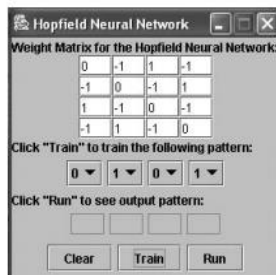 Hopfield Neural Network
Weight Matrix for the Hopfield Neural Network:
0 -1 1 -1
-1 0 -1 1
1 -1 0 -1
-1 1 -1 0
Click "Train" to train the following pattern:
0 1 0 1
Click "Run" to see output pattern:
Clear Train Run